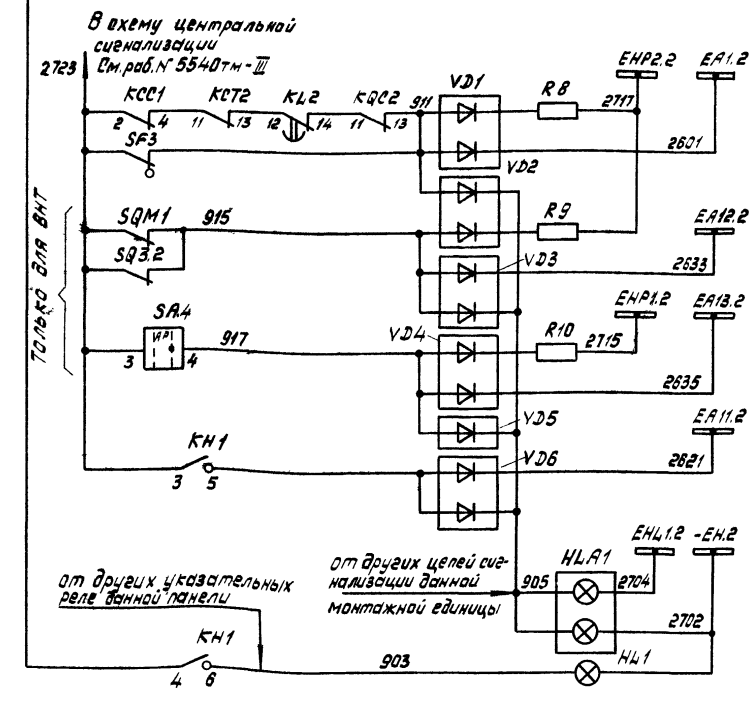 В схему центральной
сигнализации
См. раб. № 5540тм-III
2723
EHP2.2
EA1.2
VD1
R8
2717
KCC1
KCT2
KL2
KQC2
911
2 4
11 13
12 14
11 13
SF3
2601
VD2
ТОЛЬКО ДЛЯ ВНТ
SQM1
915
R9
EA12.2
SQ3.2
VD3
2633
SA4
EHP1.2
EA13.2
ИР
917
VD4
R10
2715
3 4
2635
VD5
EA11.2
KH1
VD6
2621
3 5
от других цепей сиг-
нализации данной
монтажной единицы
HLA1
EHL1.2
-EH.2
905
2704
от других указательных
реле данной панели
2702
KH1
903
HL1
4 6